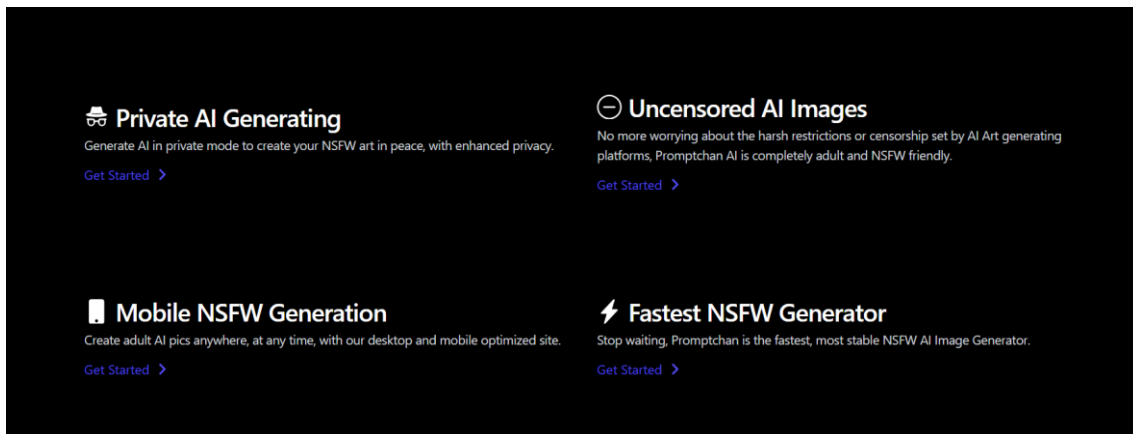 Private AI Generating
Generate AI in private mode to create your NSFW art in peace, with enhanced privacy.
Get Started
Uncensored AI Images
No more worrying about the harsh restrictions or censorship set by AI Art generating
platforms, Promptchan AI is completely adult and NSFW friendly.
Get Started
Mobile NSFW Generation
Create adult AI pics anywhere, at any time, with our desktop and mobile optimized site.
Get Started
Fastest NSFW Generator
Stop waiting, Promptchan is the fastest, most stable NSFW AI Image Generator.
Get Started